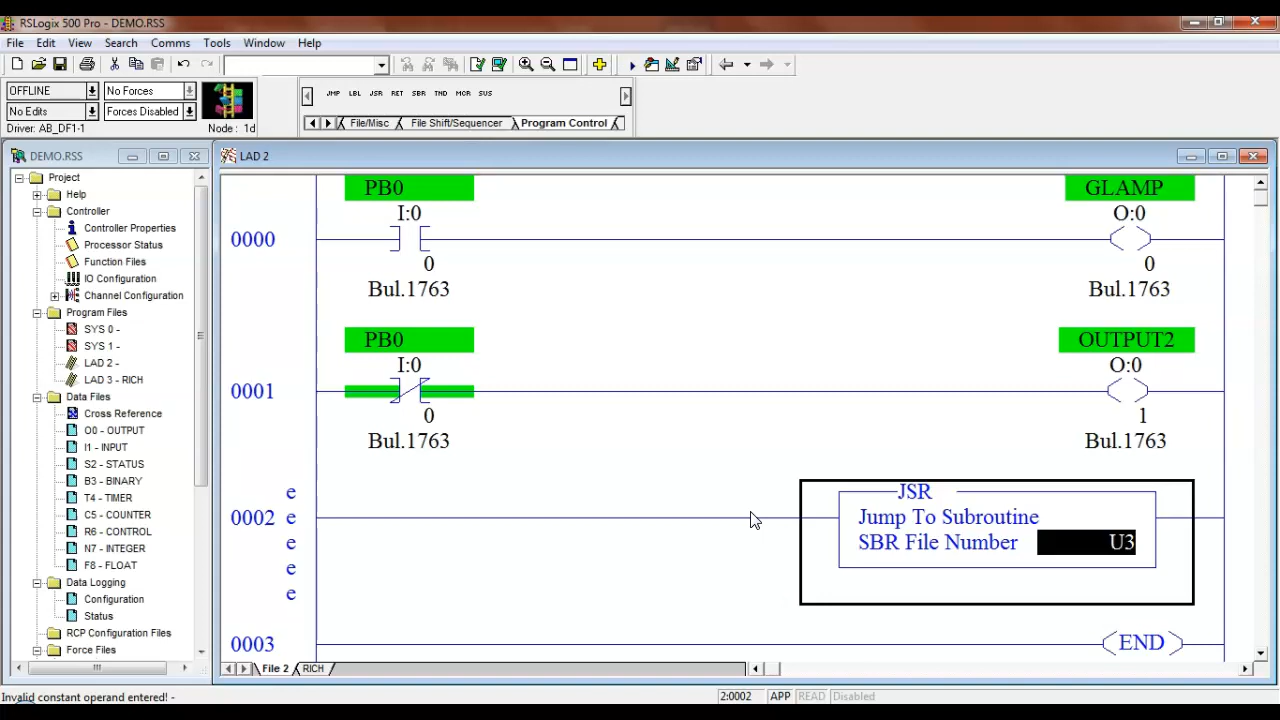 RSLogix 500 Pro - DEMO.RSS
File Edit View Search Comms Tools Window Help
OFFLINE No Forces
No Edits Forces Disabled
Driver: AB_DF1-1 Node : 1d
JMP LBL JSR RET SBR TND MCR SUS
File/Misc File Shift/Sequencer Program Control
DEMO.RSS
Project
Help
Controller
Controller Properties
Processor Status
Function Files
IO Configuration
Channel Configuration
Program Files
SYS 0 -
SYS 1 -
LAD 2 -
LAD 3 - RICH
Data Files
Cross Reference
O0 - OUTPUT
I1 - INPUT
S2 - STATUS
B3 - BINARY
T4 - TIMER
C5 - COUNTER
R6 - CONTROL
N7 - INTEGER
F8 - FLOAT
Data Logging
Configuration
Status
RCP Configuration Files
Force Files
LAD 2
PB0 GLAMP
I:0 O:0
0000
0 0
Bul.1763 Bul.1763
PB0 OUTPUT2
I:0 O:0
0001
0 1
Bul.1763 Bul.1763
e JSR
0002 e Jump To Subroutine
e SBR File Number U3
e
e
0003 END
File 2 RICH
Invalid constant operand entered! - 2:0002 APP READ Disabled